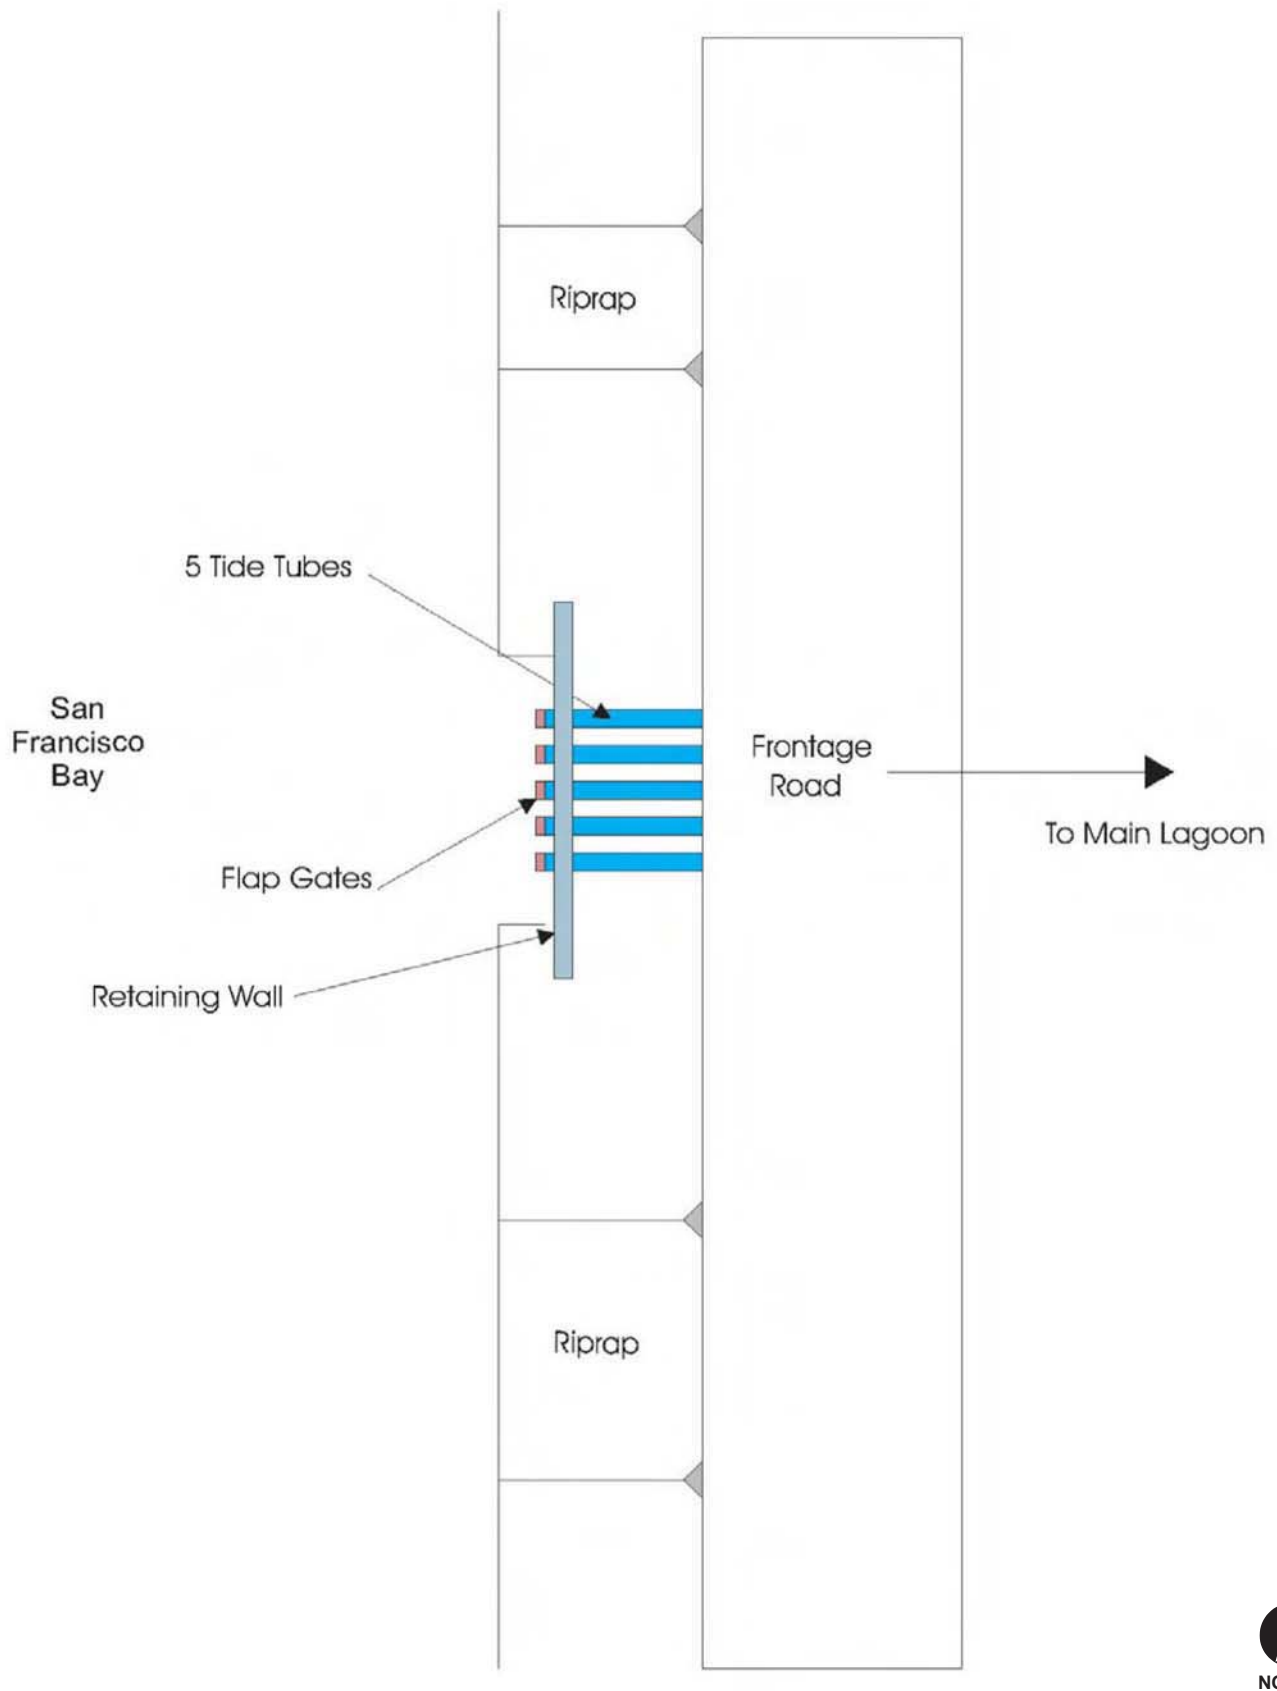 Riprap
5 Tide Tubes
San
Francisco
Bay
Frontage
Road
To Main Lagoon
Flap Gates
Retaining Wall
Riprap